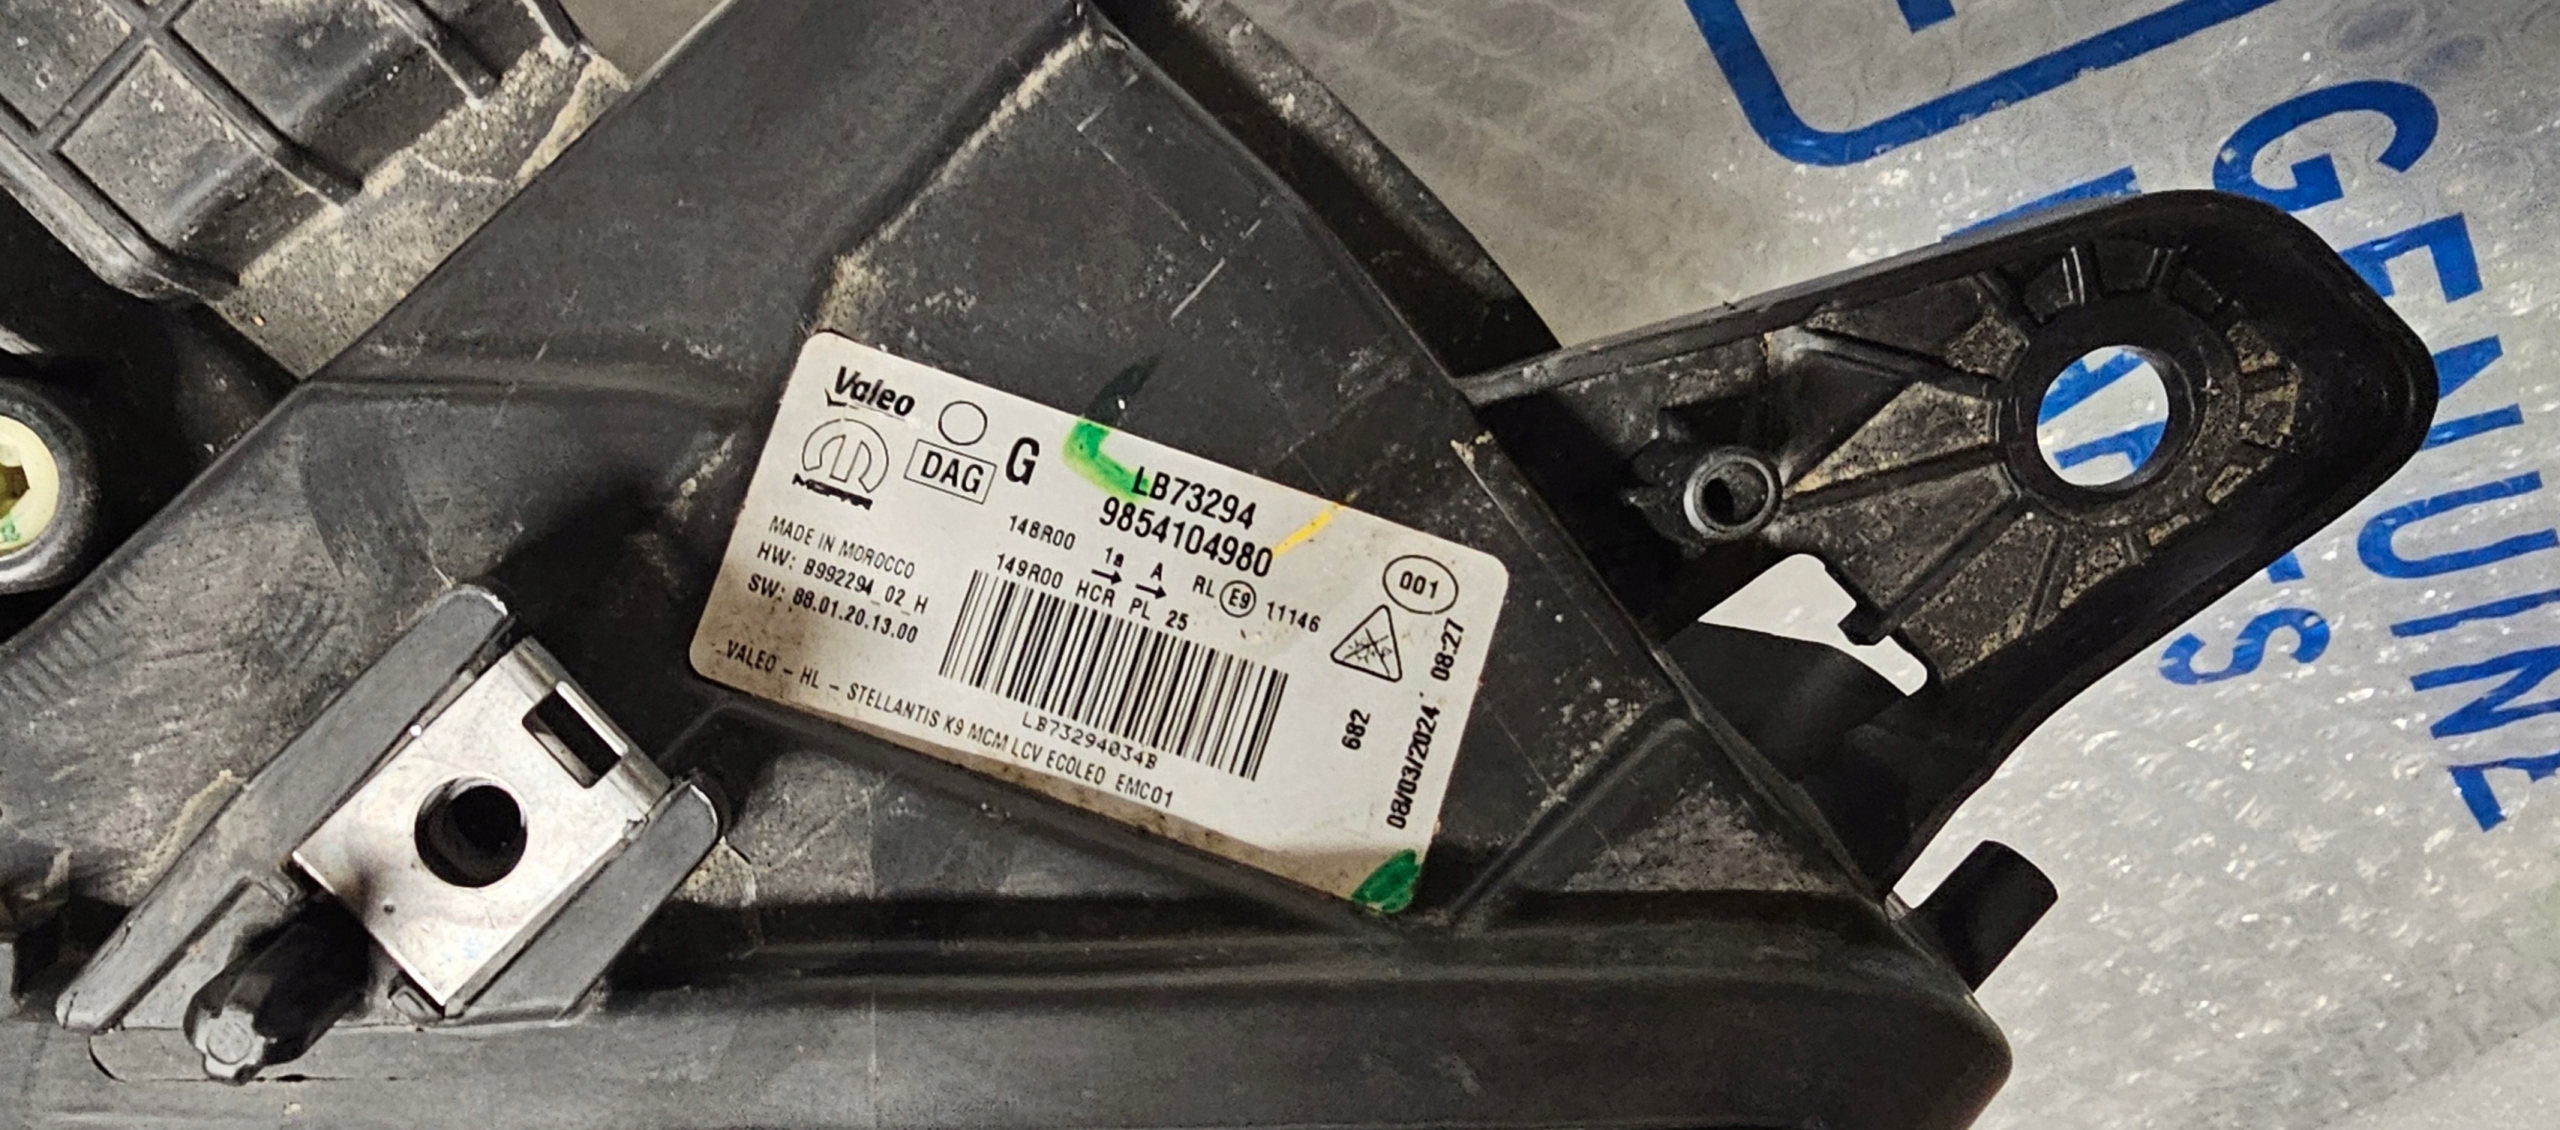 Valeo
MOPAR
DAG
G
LB73294
9854104980
148R00 1a A RL E9 11146
149R00 HCR PL 25
MADE IN MOROCCO
HW: B992294_02_H
SW: 88.01.20.13.00
LB73294034B
VALEO - HL - STELLANTIS K9 MCM LCV ECOLED EMC01
001
682
08/03/2024 08:27
GENUINE